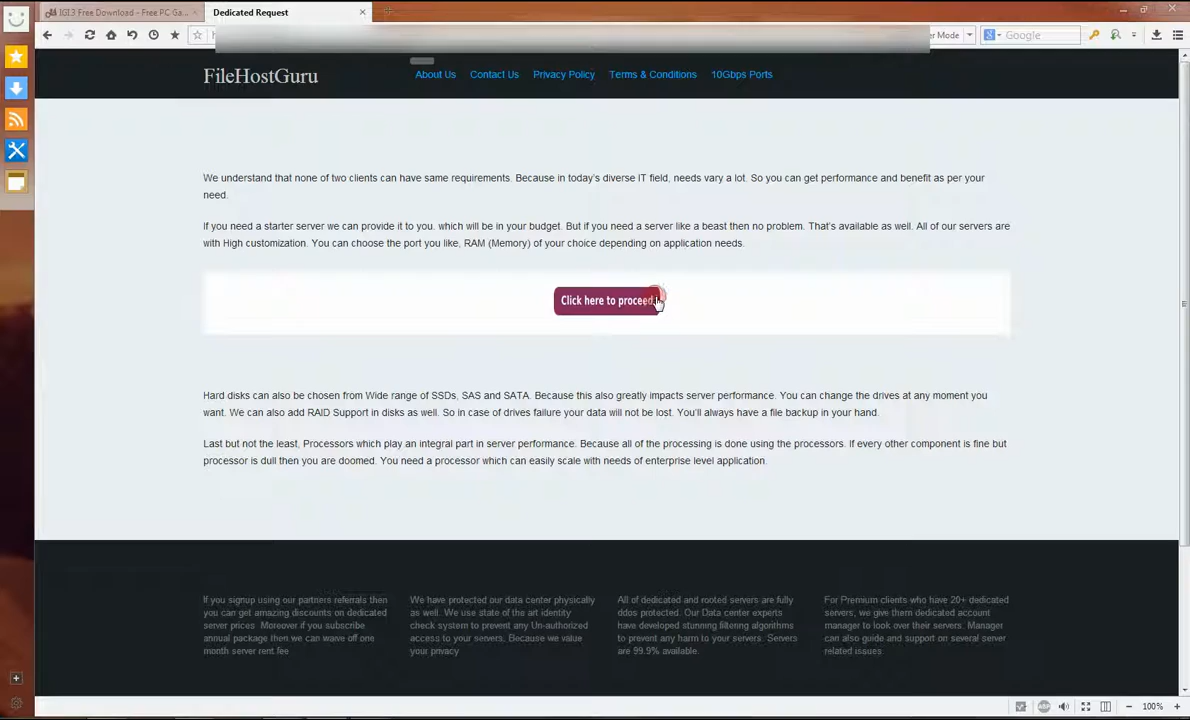 IGI3 Free Download - Free PC Ga...
Dedicated Request
er Mode
Google
FileHostGuru
About Us
Contact Us
Privacy Policy
Terms & Conditions
10Gbps Ports
We understand that none of two clients can have same requirements. Because in today's diverse IT field, needs vary a lot. So you can get performance and benefit as per your
need.
If you need a starter server we can provide it to you. which will be in your budget. But if you need a server like a beast then no problem. That's available as well. All of our servers are
with High customization. You can choose the port you like, RAM (Memory) of your choice depending on application needs.
Click here to proceed
Hard disks can also be chosen from Wide range of SSDs, SAS and SATA. Because this also greatly impacts server performance. You can change the drives at any moment you
want. We can also add RAID Support in disks as well. So in case of drives failure your data will not be lost. You'll always have a file backup in your hand.
Last but not the least, Processors which play an integral part in server performance. Because all of the processing is done using the processors. If every other component is fine but
processor is dull then you are doomed. You need a processor which can easily scale with needs of enterprise level application.
If you signup using our partners referrals then
you can get amazing discounts on dedicated
server prices. Moreover if you subscribe
annual package then we can wave off one
month server rent fee
We have protected our data center physically
as well. We use state of the art identity
check system to prevent any Un-authorized
access to your servers. Because we value
your privacy
All of dedicated and rooted servers are fully
ddos protected. Our Data center experts
have developed stunning filtering algorithms
to prevent any harm to your servers. Servers
are 99.9% available.
For Premium clients who have 20+ dedicated
servers, we give them dedicated account
manager to look over their servers. Manager
can also guide and support on several server
related issues
100%